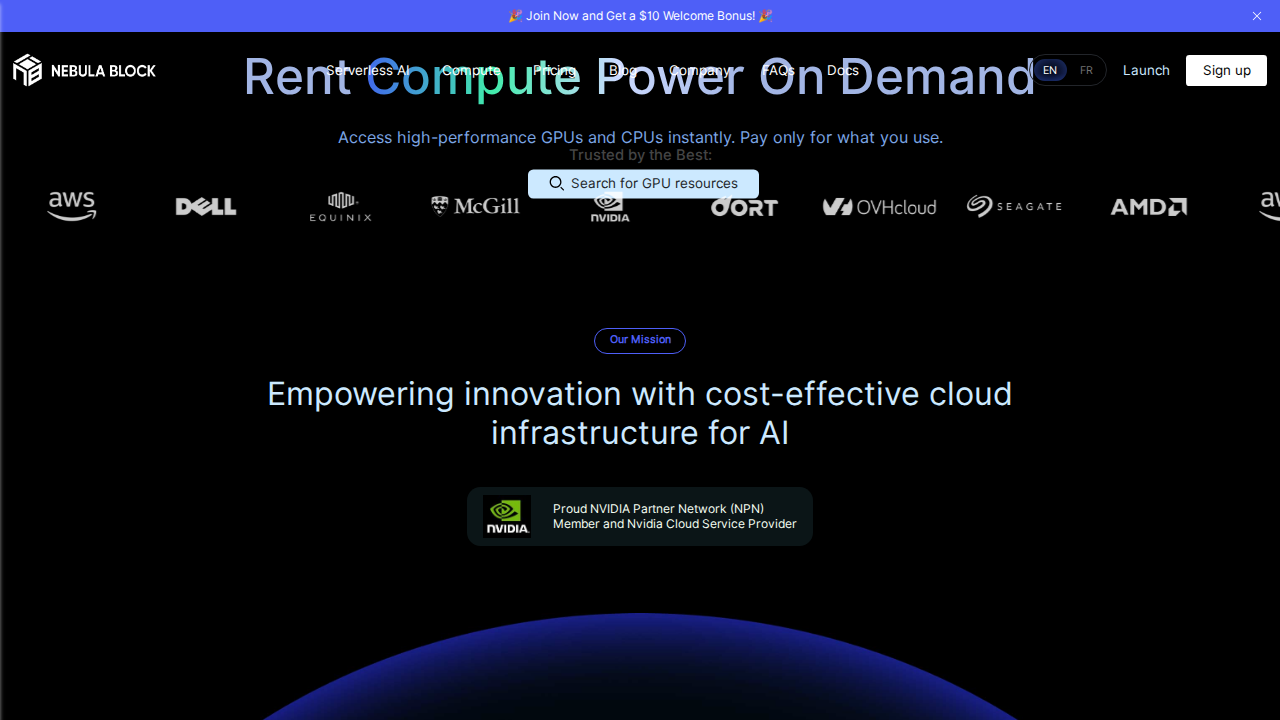 🎉 Join Now and Get a $10 Welcome Bonus! 🎉
NEBULA BLOCK
Serverless AI
Compute
Pricing
Blog
Company
FAQs
Docs
EN
FR
Launch
Sign up
Rent Compute Power On Demand
Access high-performance GPUs and CPUs instantly. Pay only for what you use.
Trusted by the Best:
Search for GPU resources
aws
DELL
EQUINIX
McGill
NVIDIA
OVHcloud
SEAGATE
AMD
Our Mission
Empowering innovation with cost-effective cloud
infrastructure for AI
NVIDIA.
Proud NVIDIA Partner Network (NPN)
Member and Nvidia Cloud Service Provider